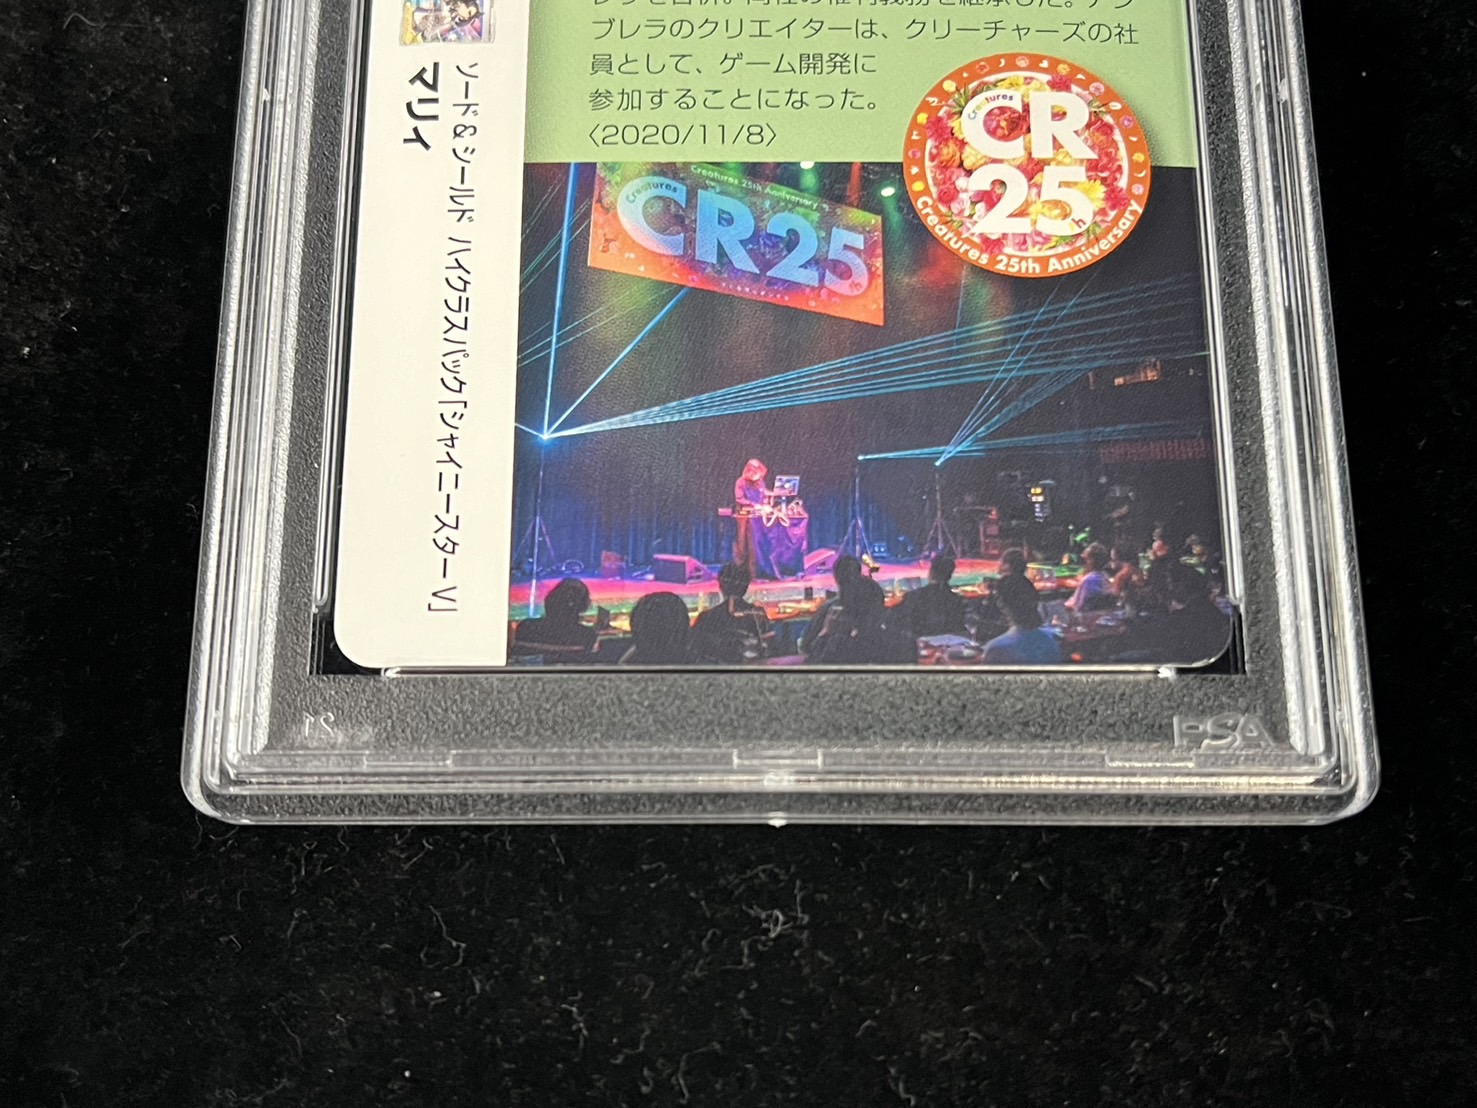 ブレラのクリエイターは、クリーチャーズの社
員として、ゲーム開発に
参加することになった。
〈2020/11/8〉
Creatures
CR
25th
Creatures 25th Anniversary
Creatures 25th Anniversary
Creatures
CR25th
ソード&シールド ハイクラスパック「シャイニースターV」
マリィ
PSA